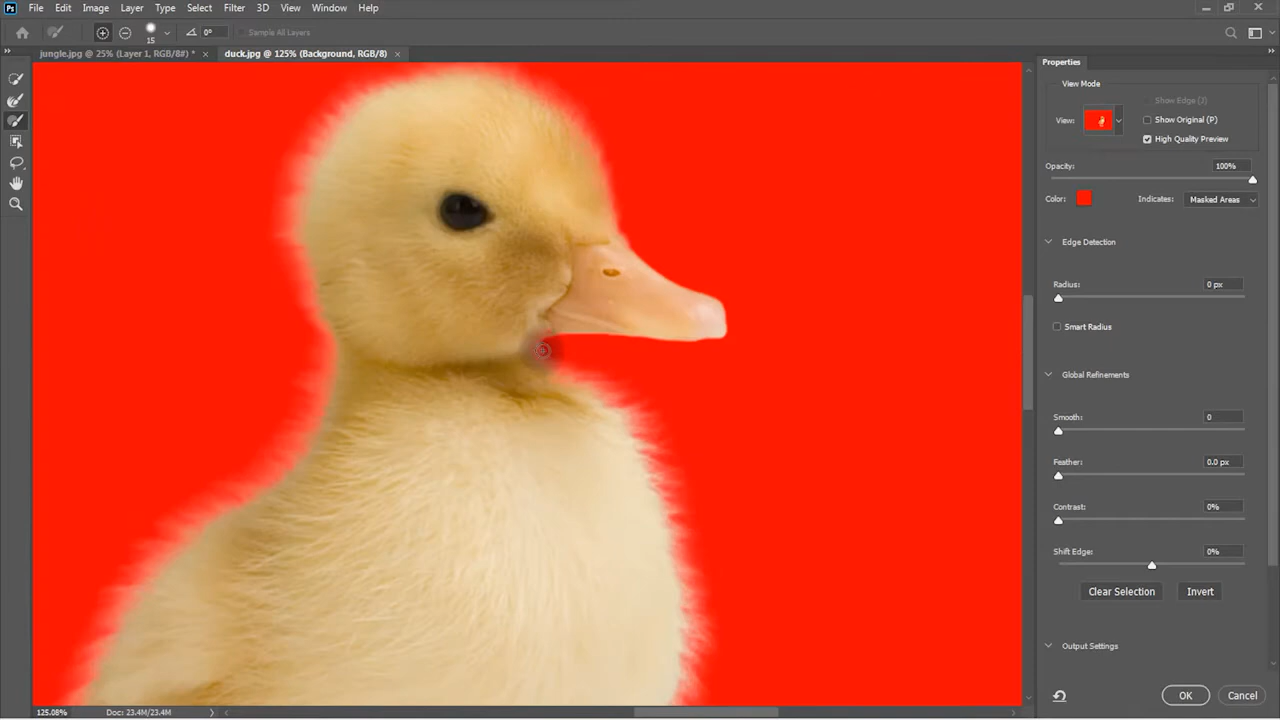 Ps File Edit Image Layer Type Select Filter 3D View Window Help
15 0° Sample All Layers
jungle.jpg @ 25% (Layer 1, RGB/8#) * × duck.jpg @ 125% (Background, RGB/8) ×
Properties
View Mode
Show Edge (J)
View: Show Original (P)
High Quality Preview
Opacity: 100%
Color: Indicates: Masked Areas
Edge Detection
Radius: 0 px
Smart Radius
Global Refinements
Smooth: 0
Feather: 0.0 px
Contrast: 0%
Shift Edge: 0%
Clear Selection Invert
Output Settings
OK Cancel
125.08% Doc: 23.4M/23.4M